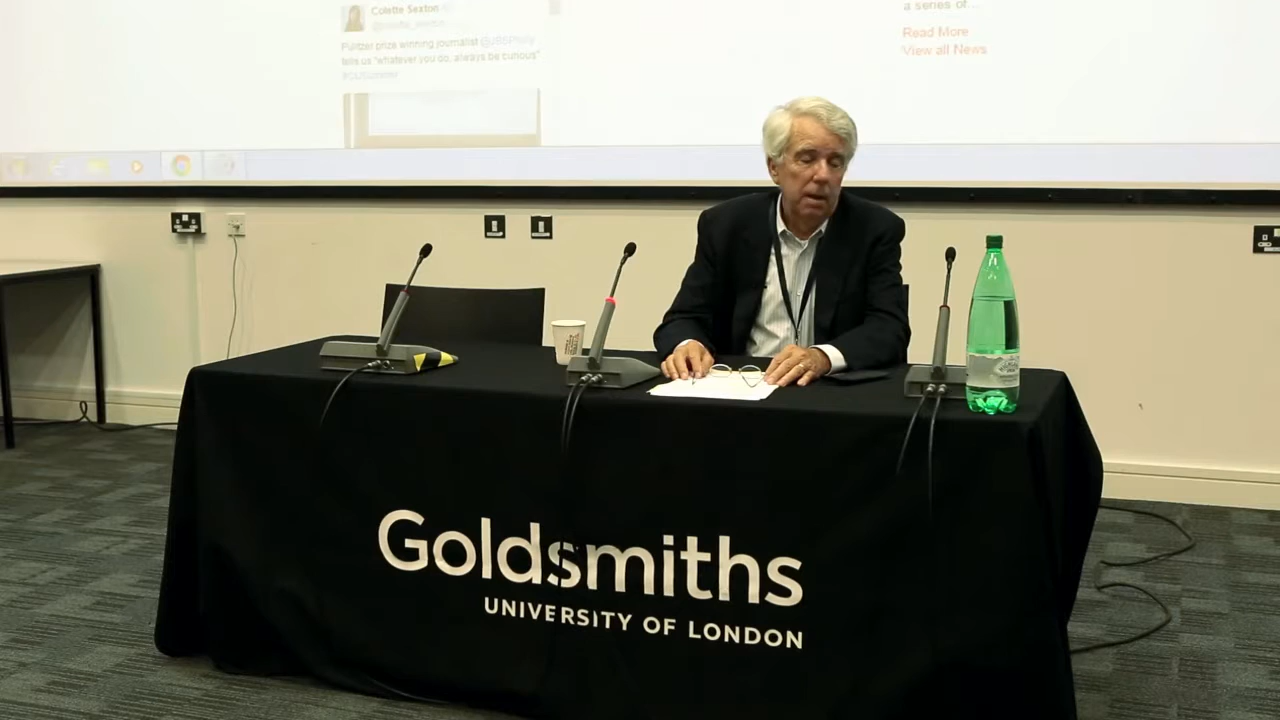 Colette Sexton
Pulitzer prize winning journalist
tells us "whatever you do, always be curious"
a series of...
Read More
View all News
Goldsmiths
UNIVERSITY OF LONDON